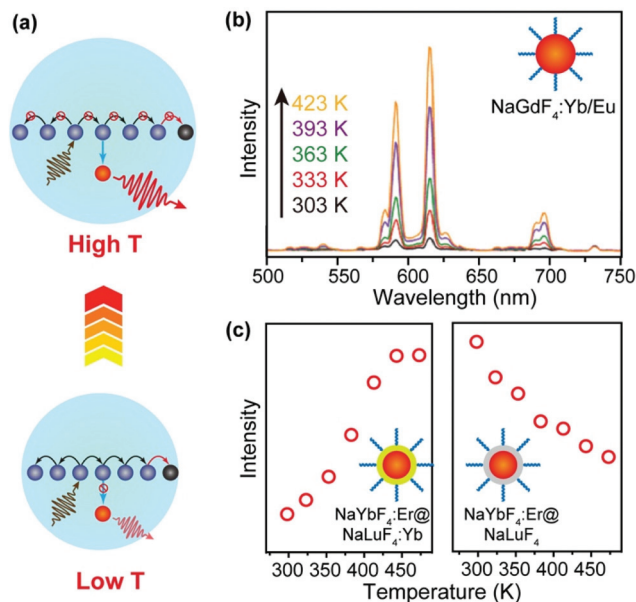 (a)
High T
Low T
(b)
Intensity
423 K
393 K
363 K
333 K
303 K
NaGdF₄:Yb/Eu
500 550 600 650 700 750
Wavelength (nm)
(c)
Intensity
NaYbF₄:Er@
NaLuF₄:Yb
NaYbF₄:Er@
NaLuF₄
300 350 400 450
300 350 400 450
Temperature (K)